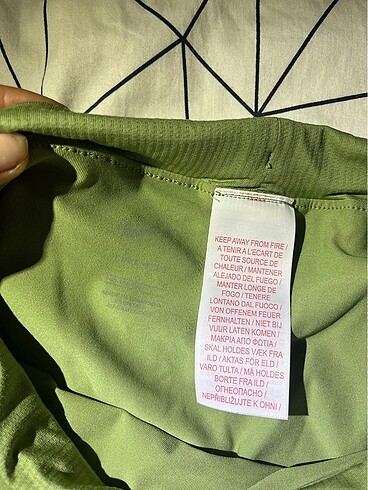 KEEP AWAY FROM FIRE /
A TENIR A L'ECART DE
TOUTE SOURCE DE
CHALEUR / MANTENER
ALEJADO DEL FUEGO /
MANTER LONGE DE
FOGO / TENERE
LONTANO DAL FUOCO /
VON OFFENEM FEUER
FERNHALTEN / NIET BIJ
VUUR LATEN KOMEN /
ΜΑΚΡΙΑ ΑΠΟ ΦΩΤΙΑ /
SKAL HOLDES VÆK FRA
ILD / AKTAS FÖR ELD /
VARO TULTA / MÅ HOLDES
BORTE FRA ILD /
ОГНЕОПАСНО /
NEPŘIBLIŽUJTE K OHNI /